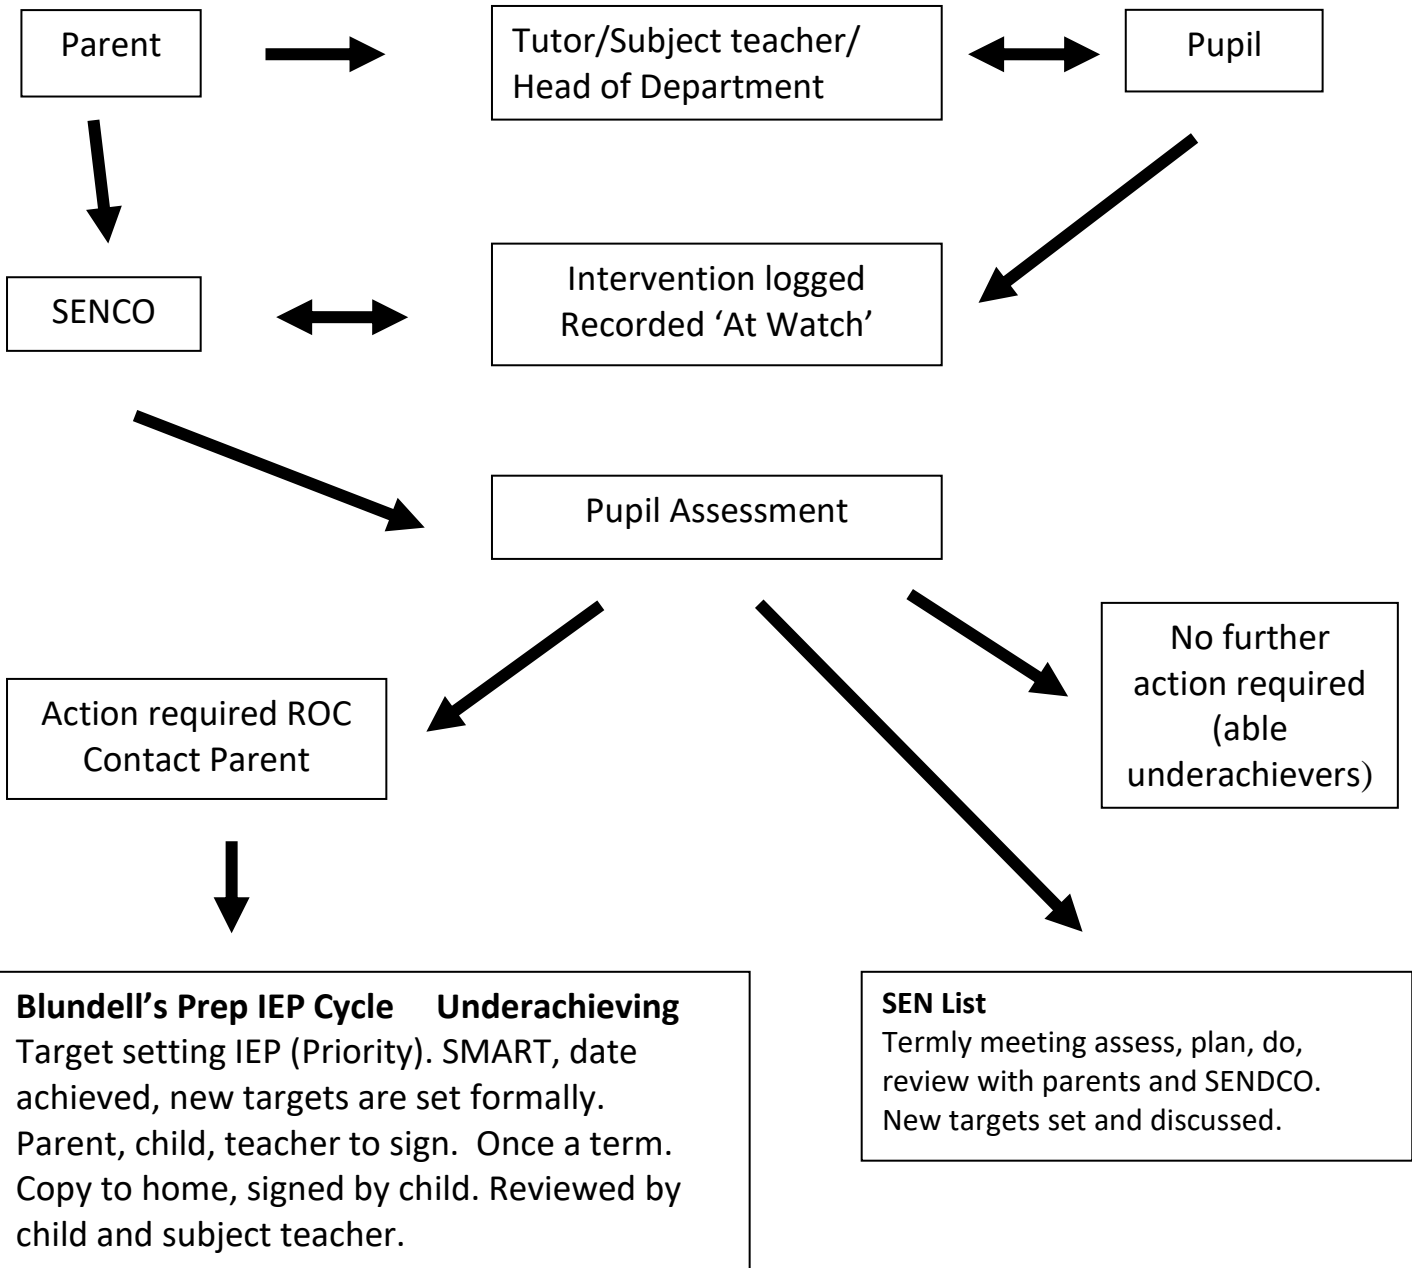 Parent
Tutor/Subject teacher/
Head of Department
Pupil
SENCO
Intervention logged
Recorded ‘At Watch’
Pupil Assessment
Action required ROC
Contact Parent
No further
action required
(able
underachievers)
Blundell’s Prep IEP Cycle Underachieving
Target setting IEP (Priority). SMART, date
achieved, new targets are set formally.
Parent, child, teacher to sign. Once a term.
Copy to home, signed by child. Reviewed by
child and subject teacher.
SEN List
Termly meeting assess, plan, do,
review with parents and SENDCO.
New targets set and discussed.